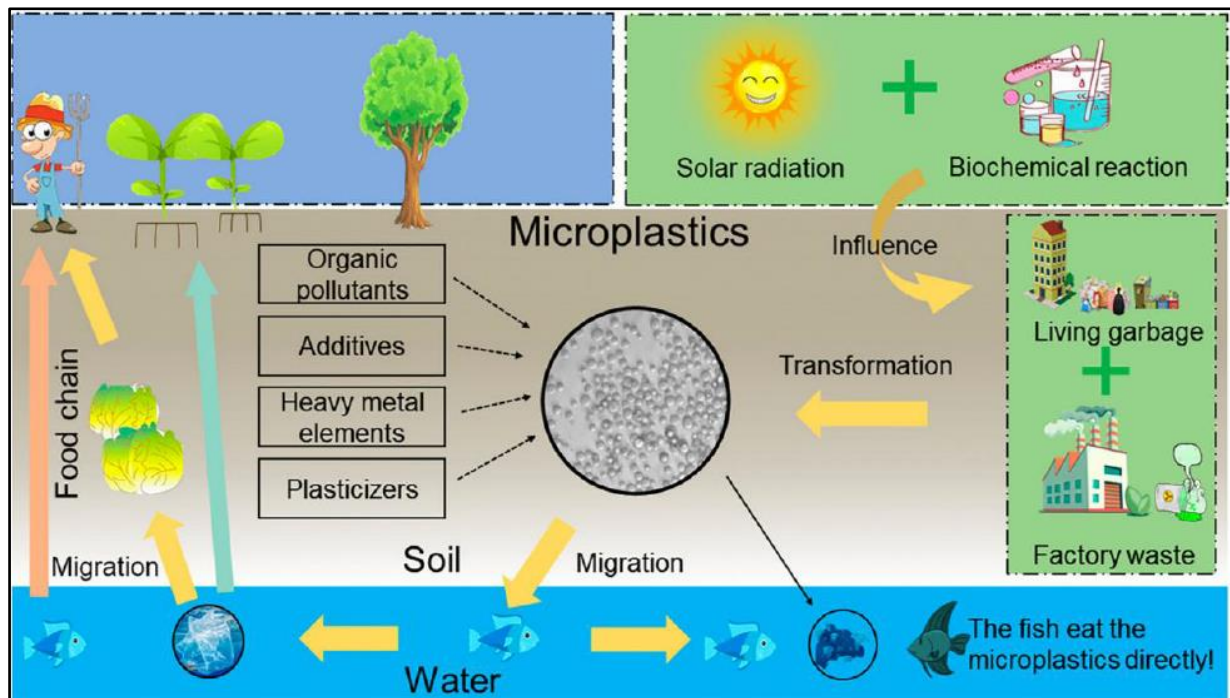 Solar radiation
Biochemical reaction
Microplastics
Influence
Organic
pollutants
Additives
Heavy metal
elements
Plasticizers
Living garbage
Transformation
Factory waste
Food chain
Migration
Soil
Migration
Water
The fish eat the
microplastics directly!